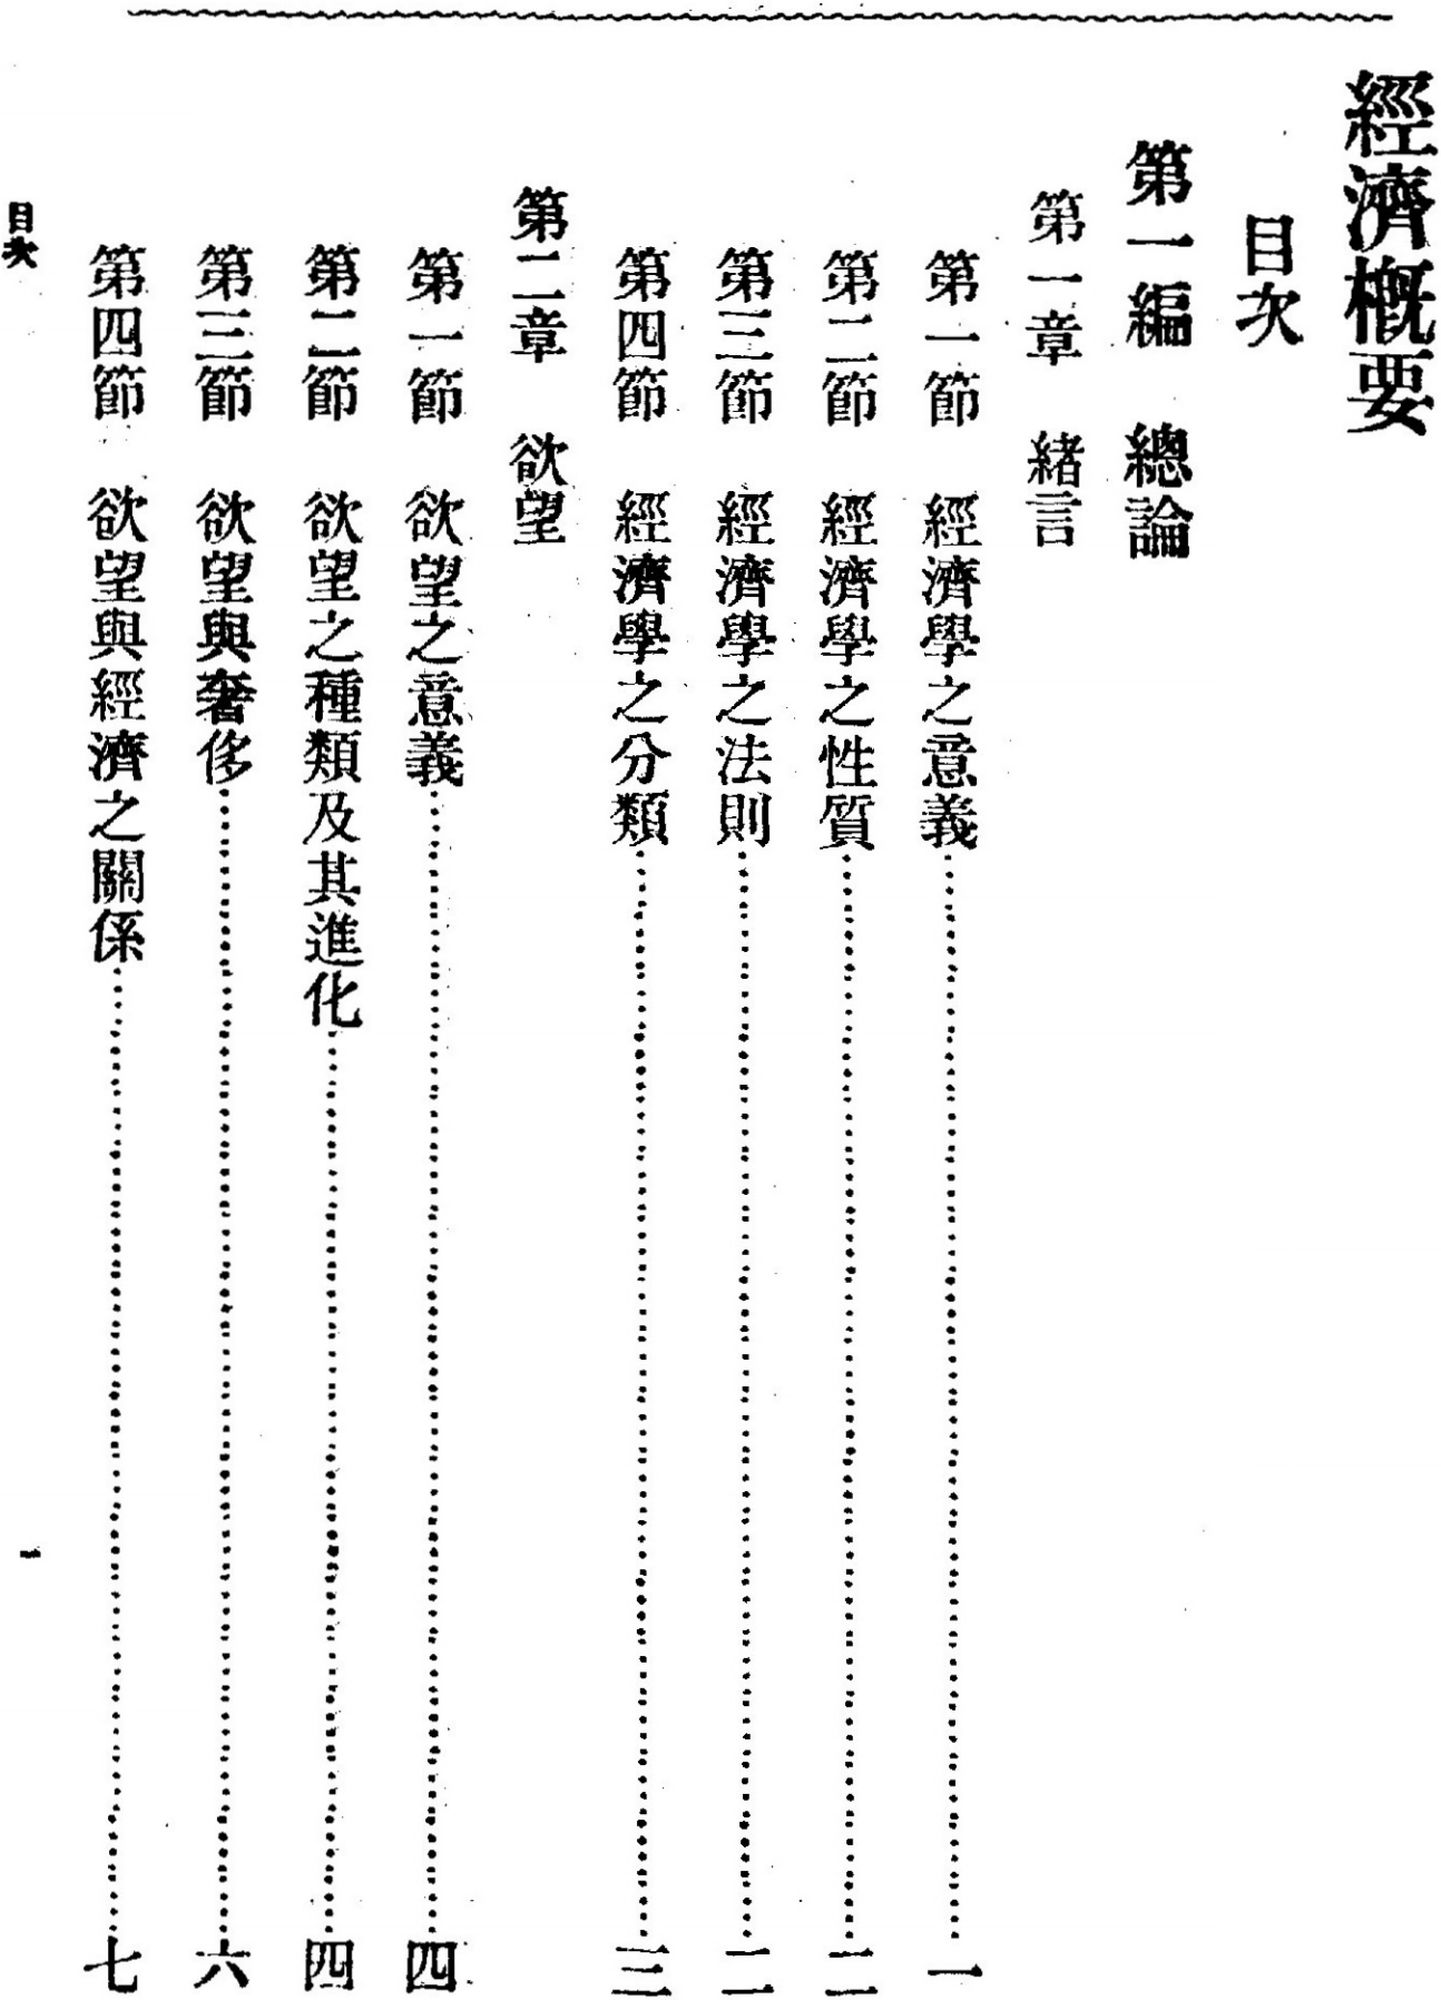 經濟概要
目次
第一編　總論
第一章　緒言
第一節　經濟學之意義⋯⋯⋯⋯⋯⋯⋯⋯一
第二節　經濟學之性質⋯⋯⋯⋯⋯⋯⋯⋯二
第三節　經濟學之法則⋯⋯⋯⋯⋯⋯⋯⋯二
第四節　經濟學之分類⋯⋯⋯⋯⋯⋯⋯⋯三
第二章　欲望
第一節　欲望之意義⋯⋯⋯⋯⋯⋯⋯⋯四
第二節　欲望之種類及其進化⋯⋯⋯⋯⋯⋯⋯⋯四
第三節　欲望與奢侈⋯⋯⋯⋯⋯⋯⋯⋯六
第四節　欲望與經濟之關係⋯⋯⋯⋯⋯⋯⋯⋯七
目次
一